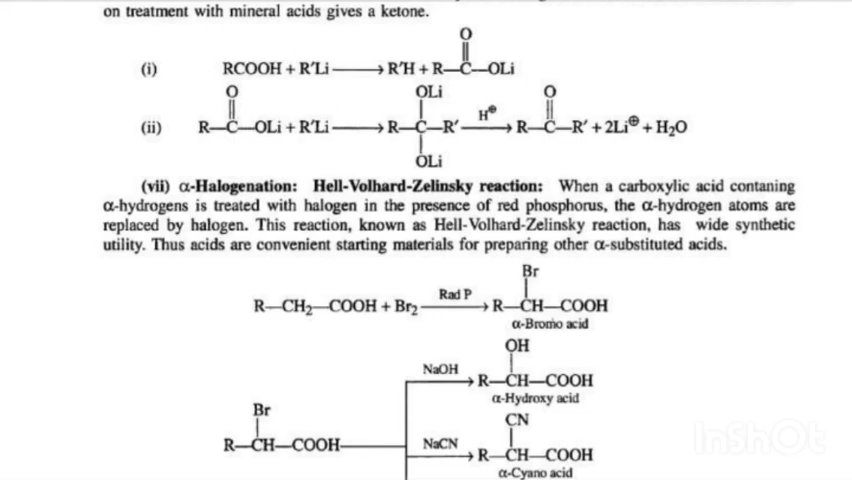 on treatment with mineral acids gives a ketone.
O
(i) RCOOH + R′Li ⟶ R′H + R—C—OLi
O OLi O
(ii) R—C—OLi + R′Li ⟶ R—C—R′ H⊕ ⟶ R—C—R′ + 2Li⊕ + H₂O
OLi
(vii) α-Halogenation: Hell-Volhard-Zelinsky reaction: When a carboxylic acid contaning
α-hydrogens is treated with halogen in the presence of red phosphorus, the α-hydrogen atoms are
replaced by halogen. This reaction, known as Hell-Volhard-Zelinsky reaction, has wide synthetic
utility. Thus acids are convenient starting materials for preparing other α-substituted acids.
Br
R—CH₂—COOH + Br₂ Rad P ⟶ R—CH—COOH
α-Bromo acid
OH
NaOH ⟶ R—CH—COOH
α-Hydroxy acid
Br CN
R—CH—COOH— NaCN ⟶ R—CH—COOH
α-Cyano acid
InShOt